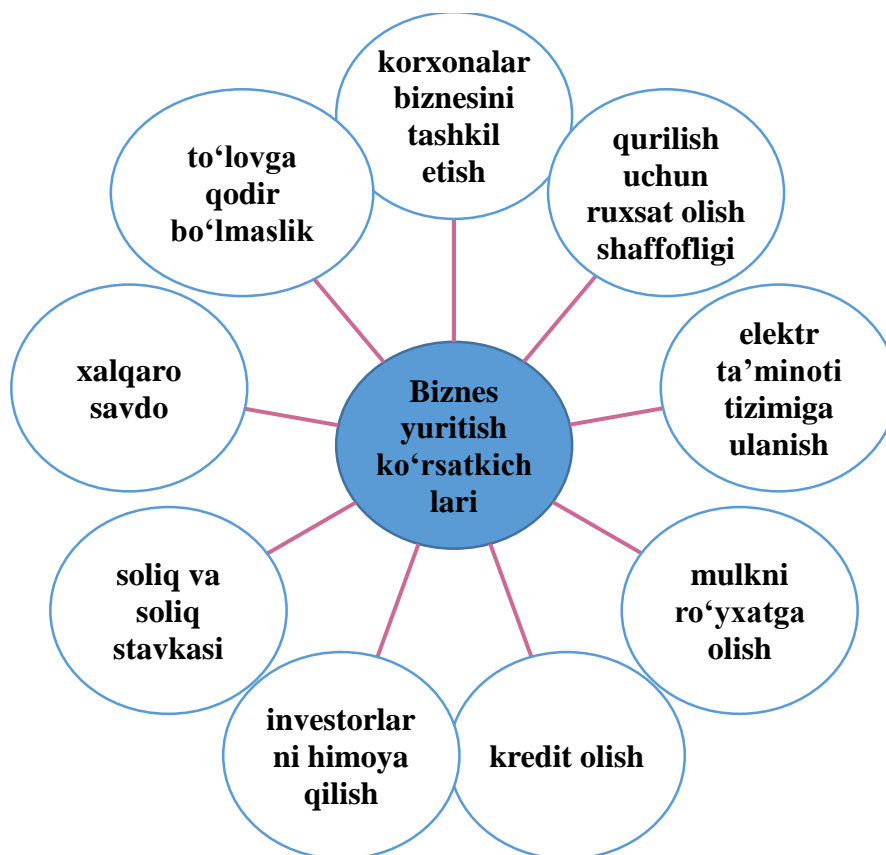 korxonalar
biznesini
tashkil
etish
qurilish
uchun
ruxsat olish
shaffofligi
elektr
ta’minoti
tizimiga
ulanish
mulkni
ro‘yxatga
olish
kredit olish
investorlar
ni himoya
qilish
soliq va
soliq
stavkasi
xalqaro
savdo
to‘lovga
qodir
bo‘lmaslik
Biznes
yuritish
ko‘rsatkich
lari